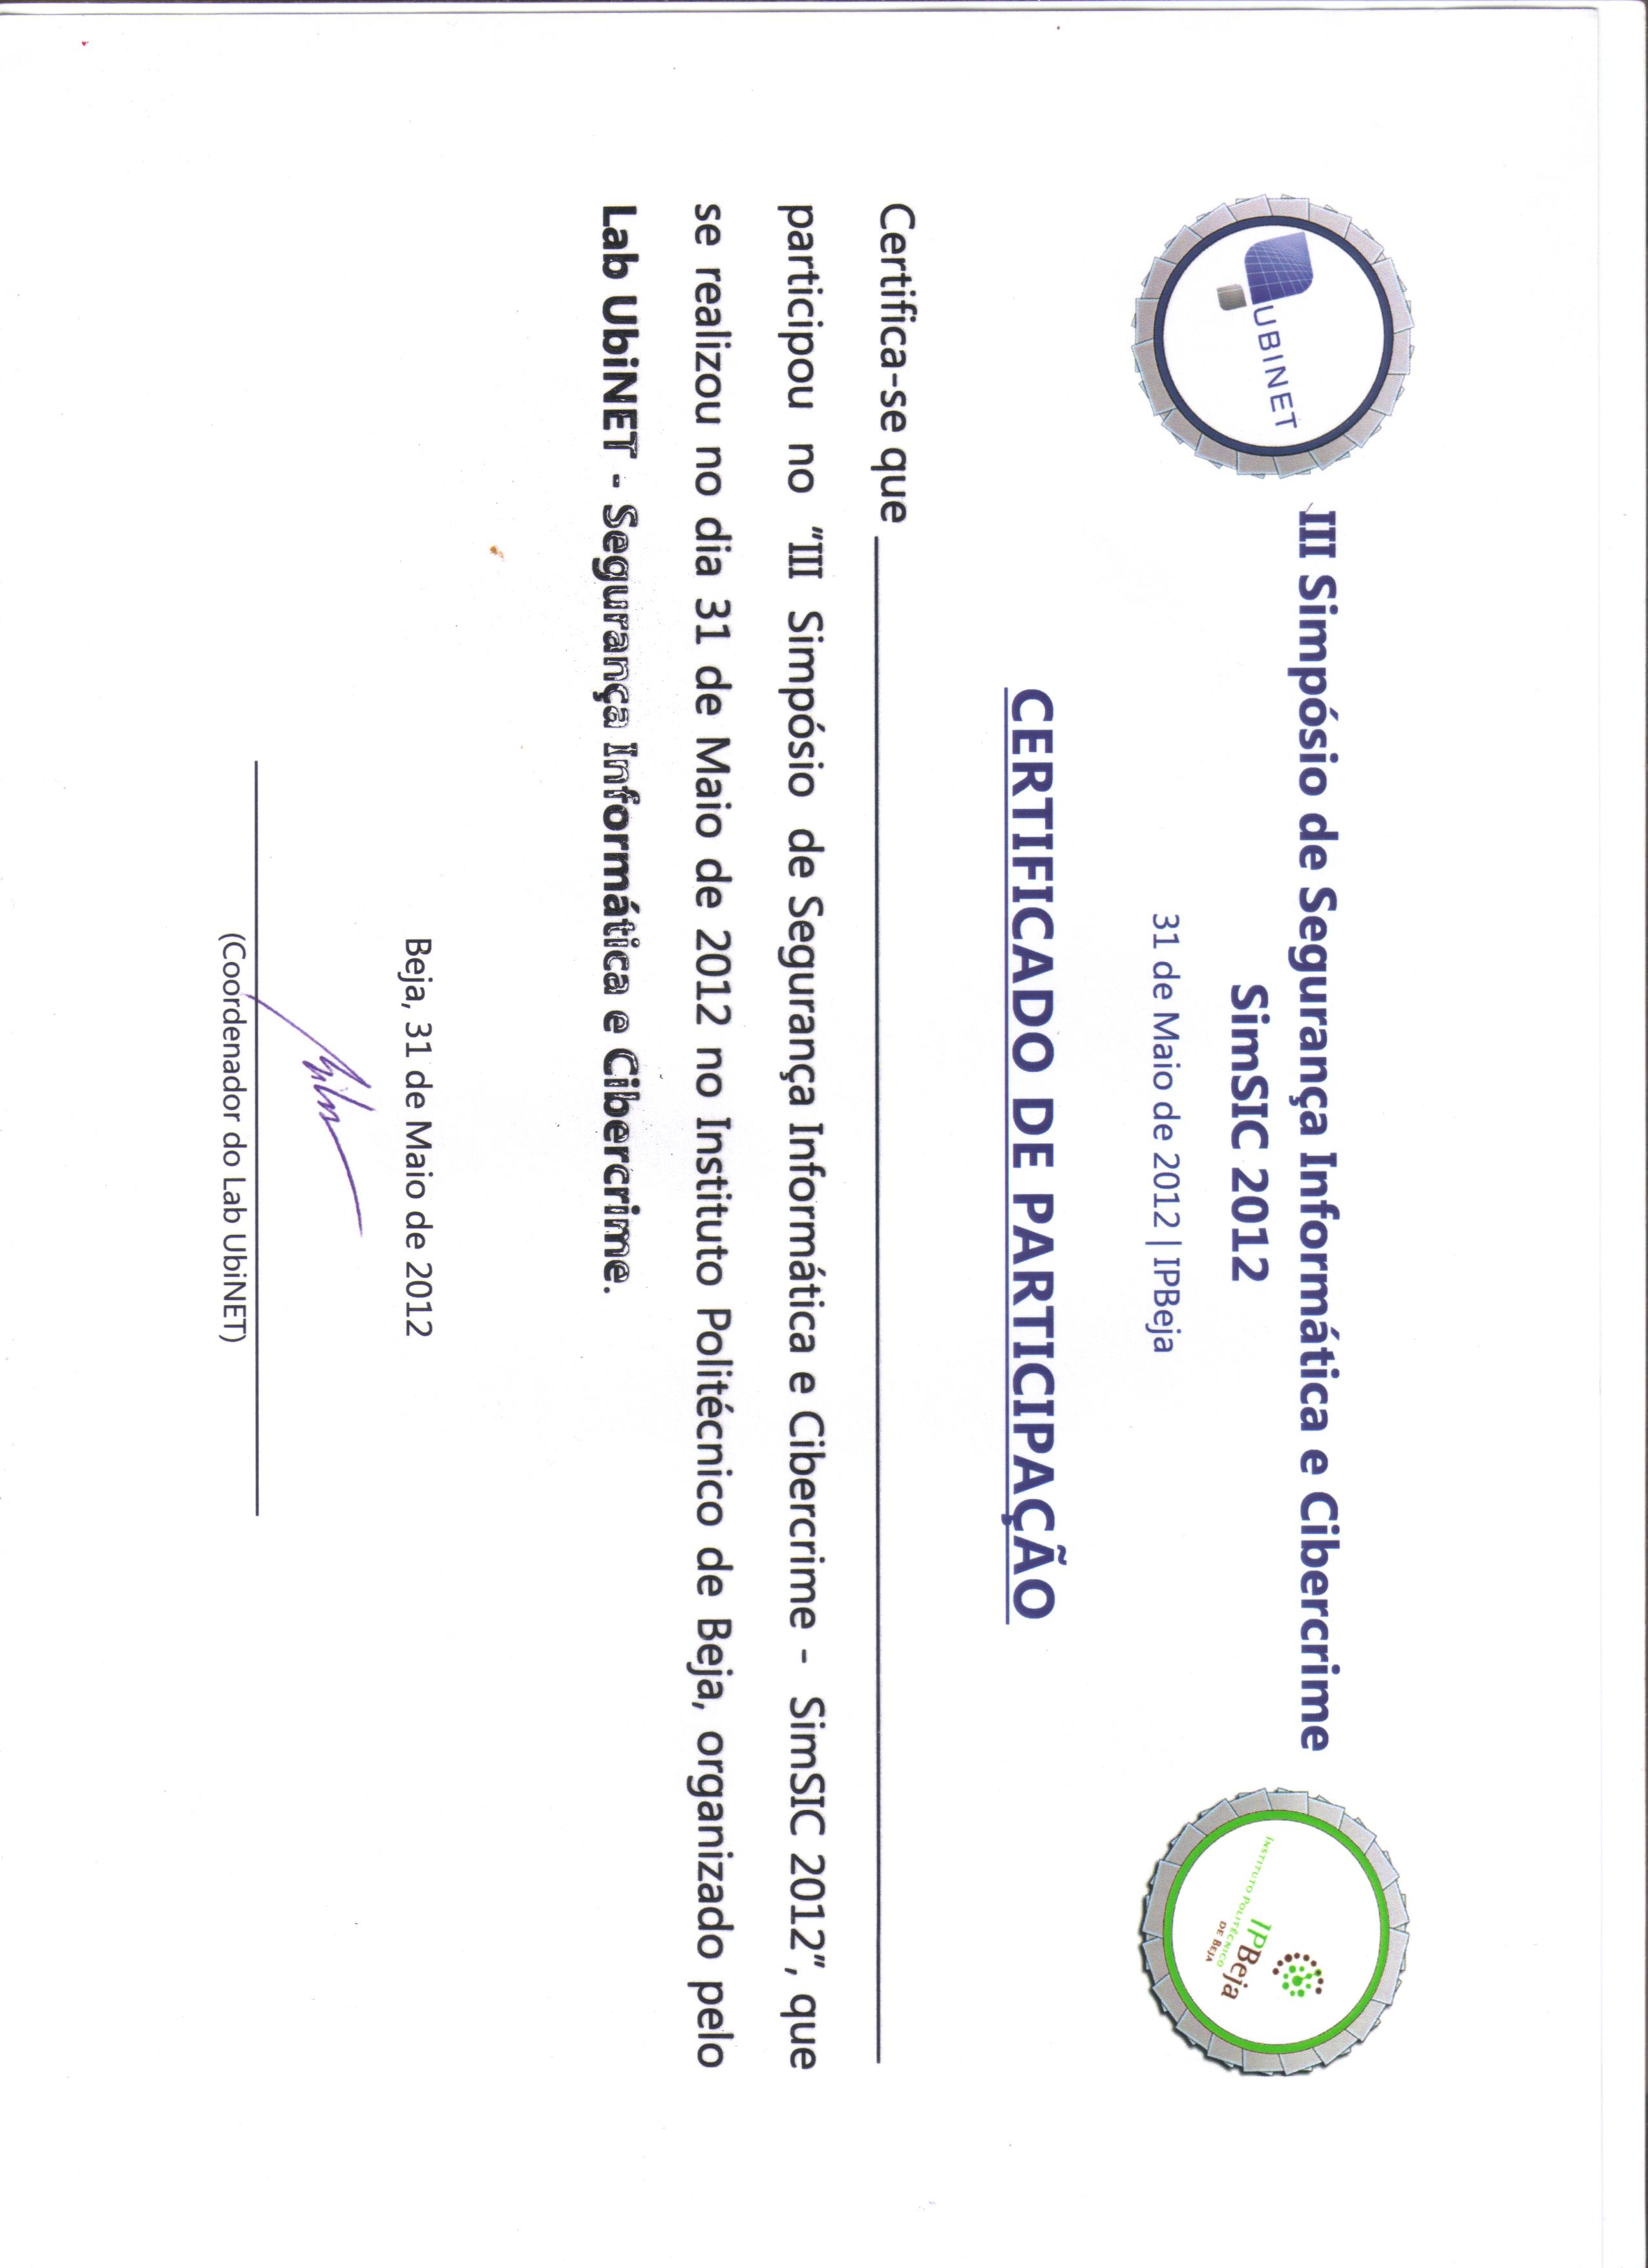 UBINET
III Simpósio de Segurança Informática e Cibercrime
SimSIC 2012
31 de Maio de 2012 | IPBeja
INSTITUTO POLITÉCNICO
DE BEJA
IPBeja
CERTIFICADO DE PARTICIPAÇÃO
Certifica-se que
participou no "III Simpósio de Segurança Informática e Cibercrime - SimSIC 2012", que
se realizou no dia 31 de Maio de 2012 no Instituto Politécnico de Beja, organizado pelo
Lab UbiNET - Segurança Informática e Cibercrime.
Beja, 31 de Maio de 2012
(Coordenador do Lab UbiNET)